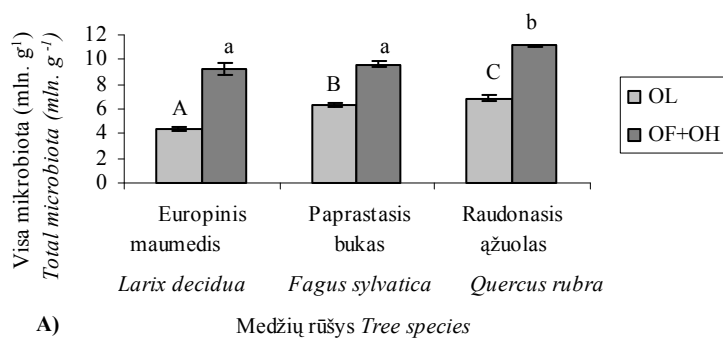 Visa mikrobiota (mln. g¹)
Total microbiota (mln. g⁻¹)
12
10
8
6
4
2
0
A
a
B
a
C
b
OL
OF+OH
Europinis
maumedis
Paprastasis
bukas
Raudonasis
ąžuolas
Larix decidua
Fagus sylvatica
Quercus rubra
A)
Medžių rūšys Tree species